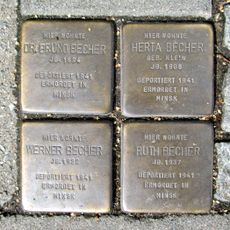 HIER WOHNTE
DR. ERNO BECHER
JG. 1894
DEPORTIERT 1941
ERMORDET IN
MINSK
HIER WOHNTE
HERTA BECHER
GEB. KLEIN
JG. 1908
DEPORTIERT 1941
ERMORDET IN
MINSK
HIER WOHNTE
WERNER BECHER
JG. 1932
DEPORTIERT 1941
ERMORDET IN
MINSK
HIER WOHNTE
RUTH BECHER
JG. 1937
DEPORTIERT 1941
ERMORDET IN
MINSK